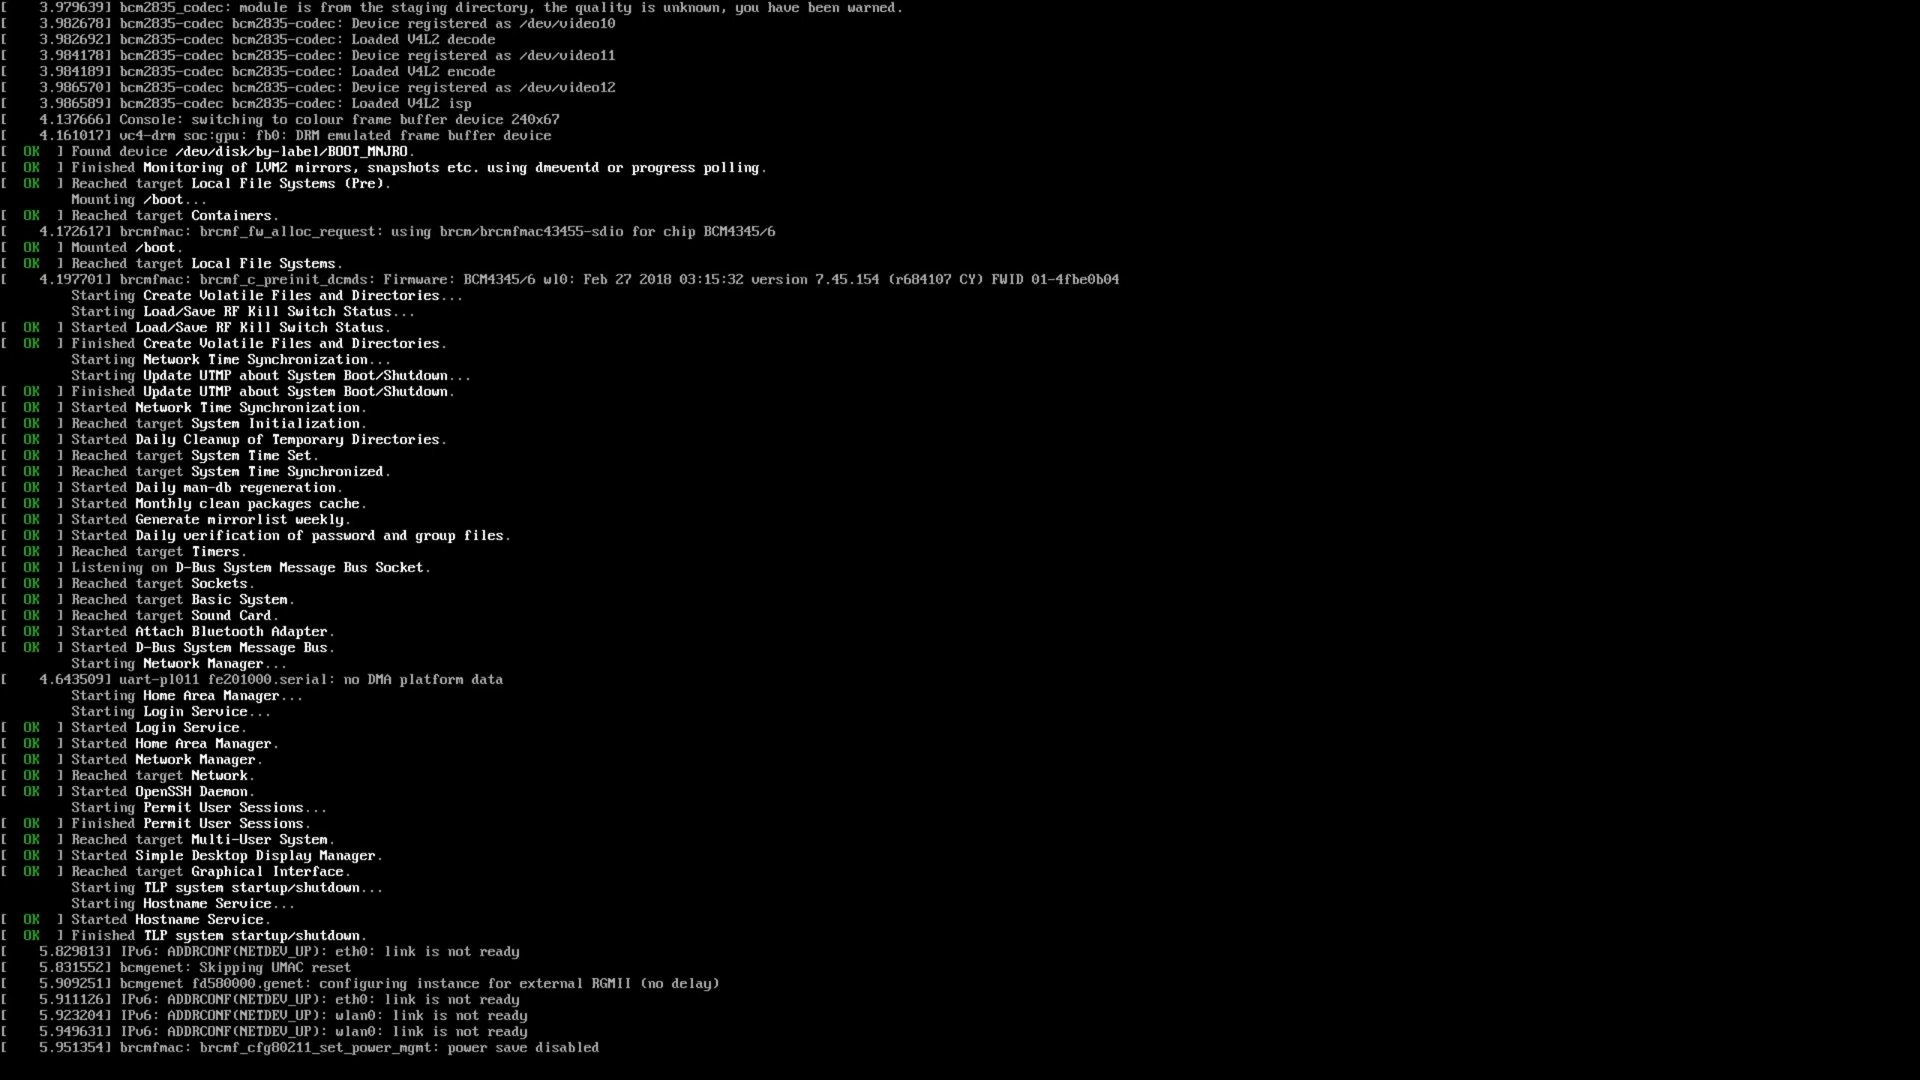 [    3.979639] bcm2835_codec: module is from the staging directory, the quality is unknown, you have been warned.
[    3.982678] bcm2835-codec bcm2835-codec: Device registered as /dev/video10
[    3.982692] bcm2835-codec bcm2835-codec: Loaded V4L2 decode
[    3.984178] bcm2835-codec bcm2835-codec: Device registered as /dev/video11
[    3.984189] bcm2835-codec bcm2835-codec: Loaded V4L2 encode
[    3.986570] bcm2835-codec bcm2835-codec: Device registered as /dev/video12
[    3.986589] bcm2835-codec bcm2835-codec: Loaded V4L2 isp
[    4.137666] Console: switching to colour frame buffer device 240x67
[    4.161017] vc4-drm soc:gpu: fb0: DRM emulated frame buffer device
[  OK  ] Found device /dev/disk/by-label/BOOT_MNJRO.
[  OK  ] Finished Monitoring of LVM2 mirrors, snapshots etc. using dmeventd or progress polling.
[  OK  ] Reached target Local File Systems (Pre).
         Mounting /boot...
[  OK  ] Reached target Containers.
[    4.172617] brcmfmac: brcmf_fw_alloc_request: using brcm/brcmfmac43455-sdio for chip BCM4345/6
[  OK  ] Mounted /boot.
[  OK  ] Reached target Local File Systems.
[    4.197701] brcmfmac: brcmf_c_preinit_dcmds: Firmware: BCM4345/6 wl0: Feb 27 2018 03:15:32 version 7.45.154 (r684107 CY) FWID 01-4fbe0b04
         Starting Create Volatile Files and Directories...
         Starting Load/Save RF Kill Switch Status...
[  OK  ] Started Load/Save RF Kill Switch Status.
[  OK  ] Finished Create Volatile Files and Directories.
         Starting Network Time Synchronization...
         Starting Update UTMP about System Boot/Shutdown...
[  OK  ] Finished Update UTMP about System Boot/Shutdown.
[  OK  ] Started Network Time Synchronization.
[  OK  ] Reached target System Initialization.
[  OK  ] Started Daily Cleanup of Temporary Directories.
[  OK  ] Reached target System Time Set.
[  OK  ] Reached target System Time Synchronized.
[  OK  ] Started Daily man-db regeneration.
[  OK  ] Started Monthly clean packages cache.
[  OK  ] Started Generate mirrorlist weekly.
[  OK  ] Started Daily verification of password and group files.
[  OK  ] Reached target Timers.
[  OK  ] Listening on D-Bus System Message Bus Socket.
[  OK  ] Reached target Sockets.
[  OK  ] Reached target Basic System.
[  OK  ] Reached target Sound Card.
[  OK  ] Started Attach Bluetooth Adapter.
[  OK  ] Started D-Bus System Message Bus.
         Starting Network Manager...
[    4.643509] uart-pl011 fe201000.serial: no DMA platform data
         Starting Home Area Manager...
         Starting Login Service...
[  OK  ] Started Login Service.
[  OK  ] Started Home Area Manager.
[  OK  ] Started Network Manager.
[  OK  ] Reached target Network.
[  OK  ] Started OpenSSH Daemon.
         Starting Permit User Sessions...
[  OK  ] Finished Permit User Sessions.
[  OK  ] Reached target Multi-User System.
[  OK  ] Started Simple Desktop Display Manager.
[  OK  ] Reached target Graphical Interface.
         Starting TLP system startup/shutdown...
         Starting Hostname Service...
[  OK  ] Started Hostname Service.
[  OK  ] Finished TLP system startup/shutdown.
[    5.829813] IPv6: ADDRCONF(NETDEV_UP): eth0: link is not ready
[    5.831552] bcmgenet: Skipping UMAC reset
[    5.909251] bcmgenet fd580000.genet: configuring instance for external RGMII (no delay)
[    5.911126] IPv6: ADDRCONF(NETDEV_UP): eth0: link is not ready
[    5.923204] IPv6: ADDRCONF(NETDEV_UP): wlan0: link is not ready
[    5.949631] IPv6: ADDRCONF(NETDEV_UP): wlan0: link is not ready
[    5.951354] brcmfmac: brcmf_cfg80211_set_power_mgmt: power save disabled